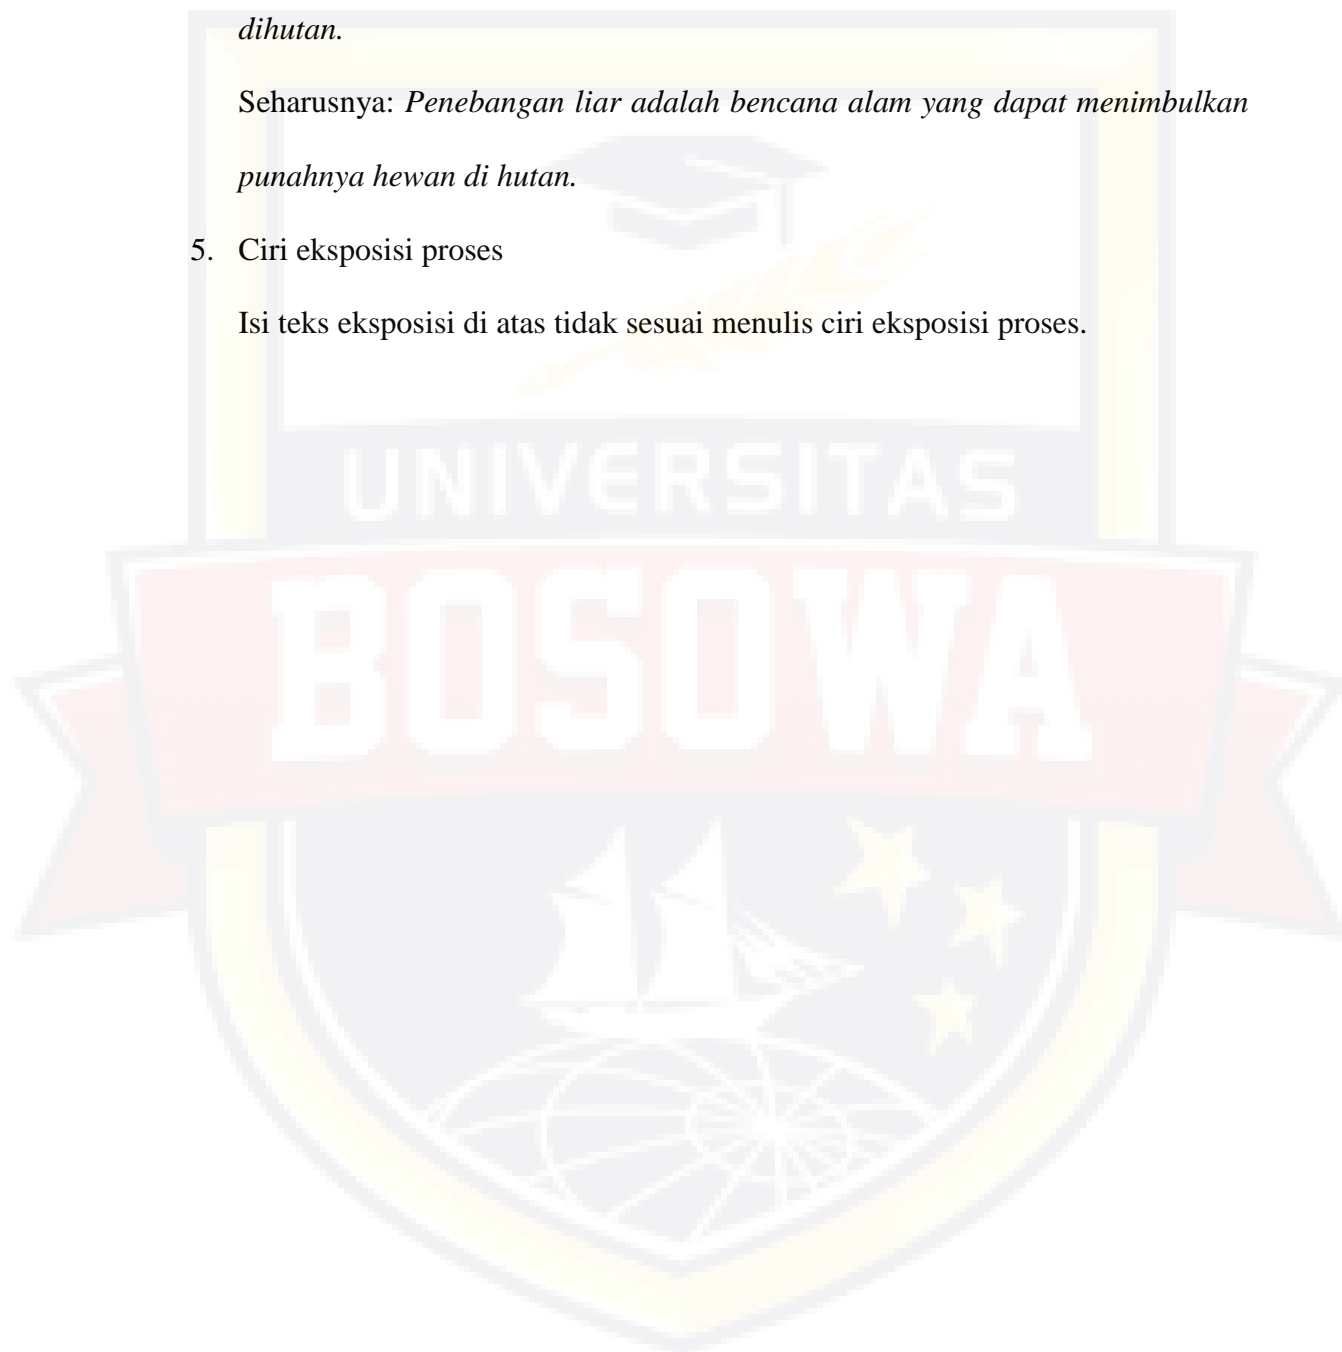 dihutan.
Seharusnya: Penebangan liar adalah bencana alam yang dapat menimbulkan
punahnya hewan di hutan.
5. Ciri eksposisi proses
Isi teks eksposisi di atas tidak sesuai menulis ciri eksposisi proses.
UNIVERSITAS
BOSOWA